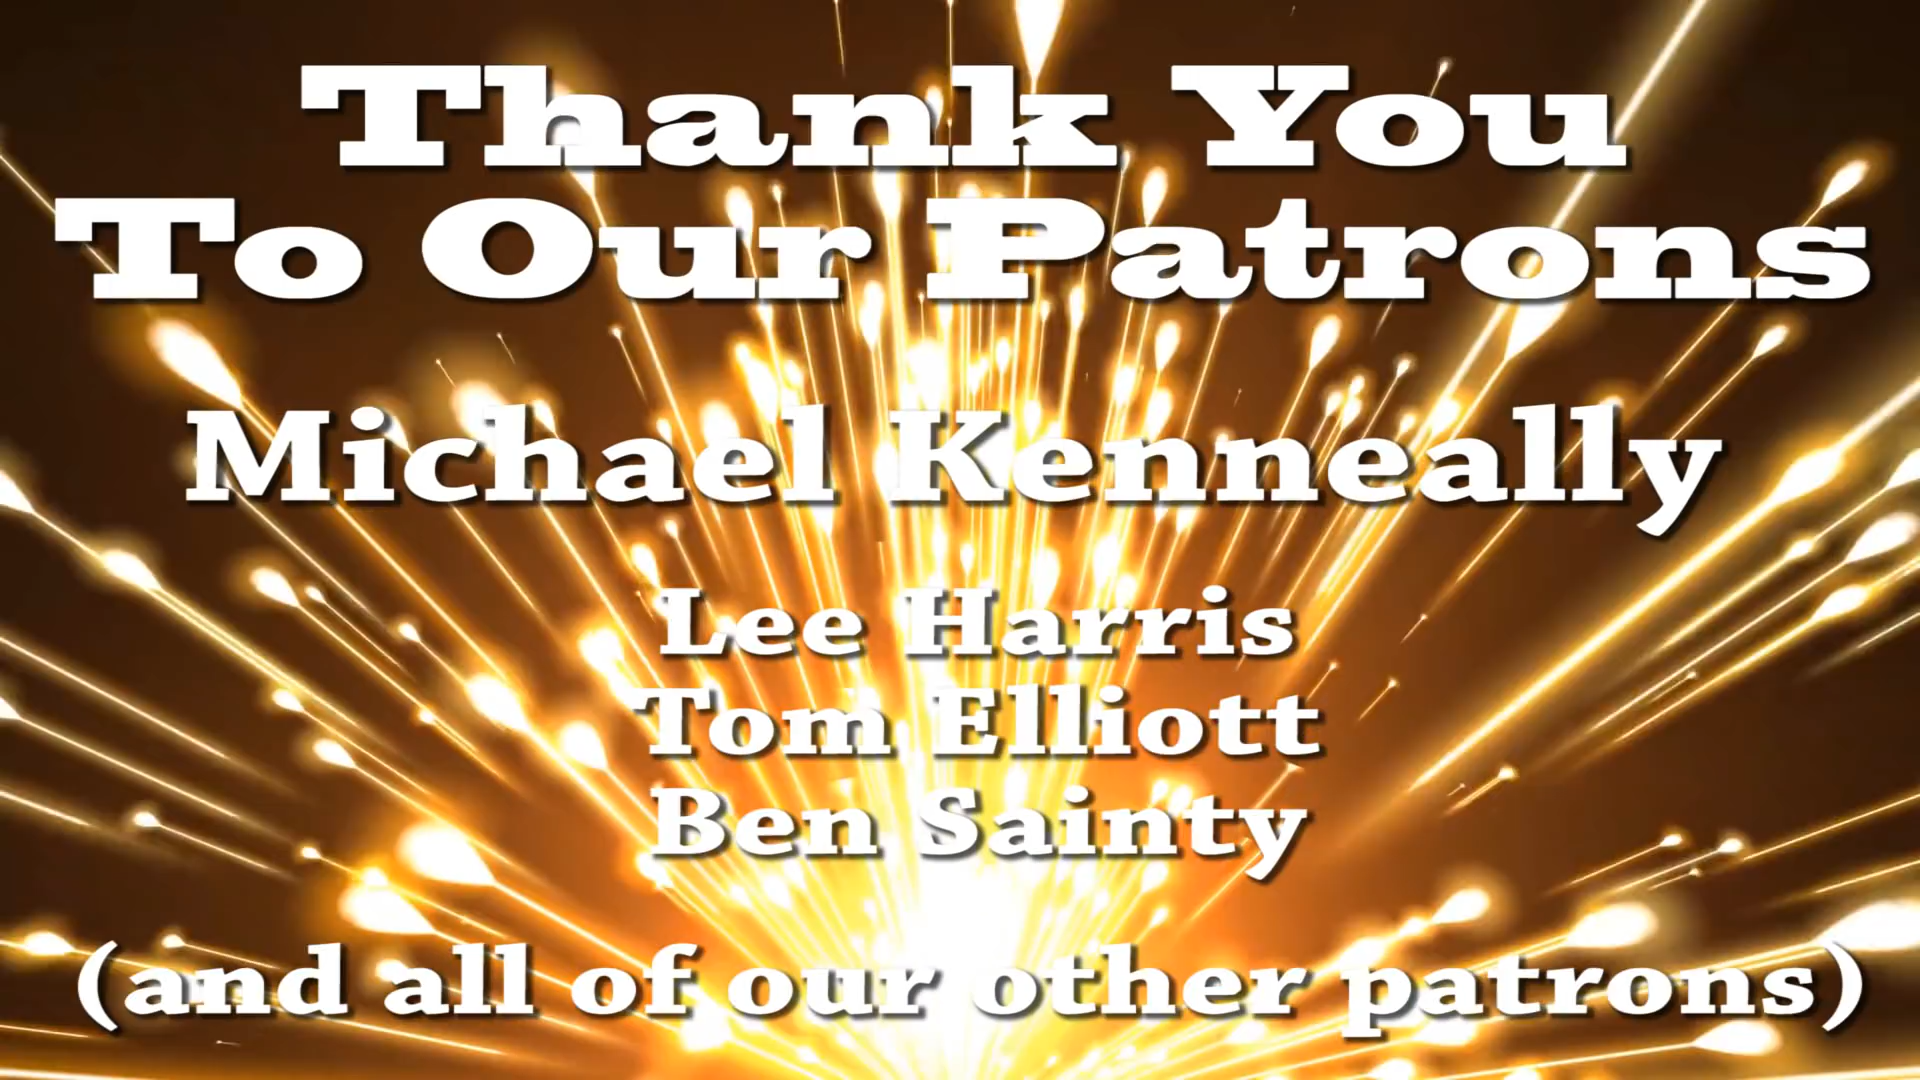 Thank You
To Our Patrons
Michael Kenneally
Lee Harris
Tom Elliott
Ben Sainty
(and all of our other patrons)